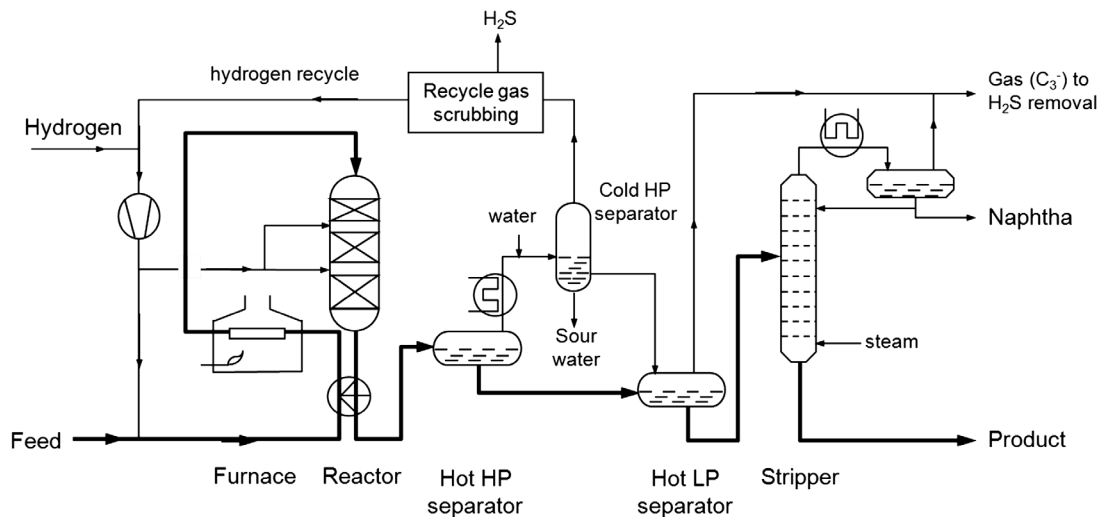 H₂S
hydrogen recycle
Recycle gas
scrubbing
Gas (C₃⁻) to
H₂S removal
Hydrogen
Cold HP
separator
water
Naphtha
Sour
water
steam
Feed
Product
Furnace
Reactor
Hot HP
separator
Hot LP
separator
Stripper